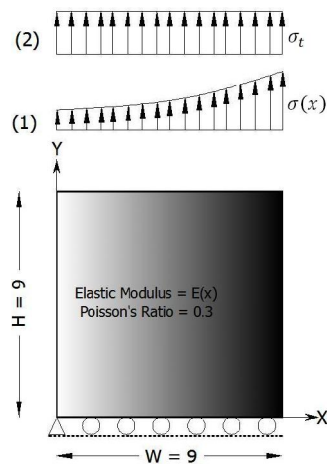 (2)
σt
(1)
σ(x)
Y
Elastic Modulus = E(x)
Poisson's Ratio = 0.3
H = 9
X
W = 9